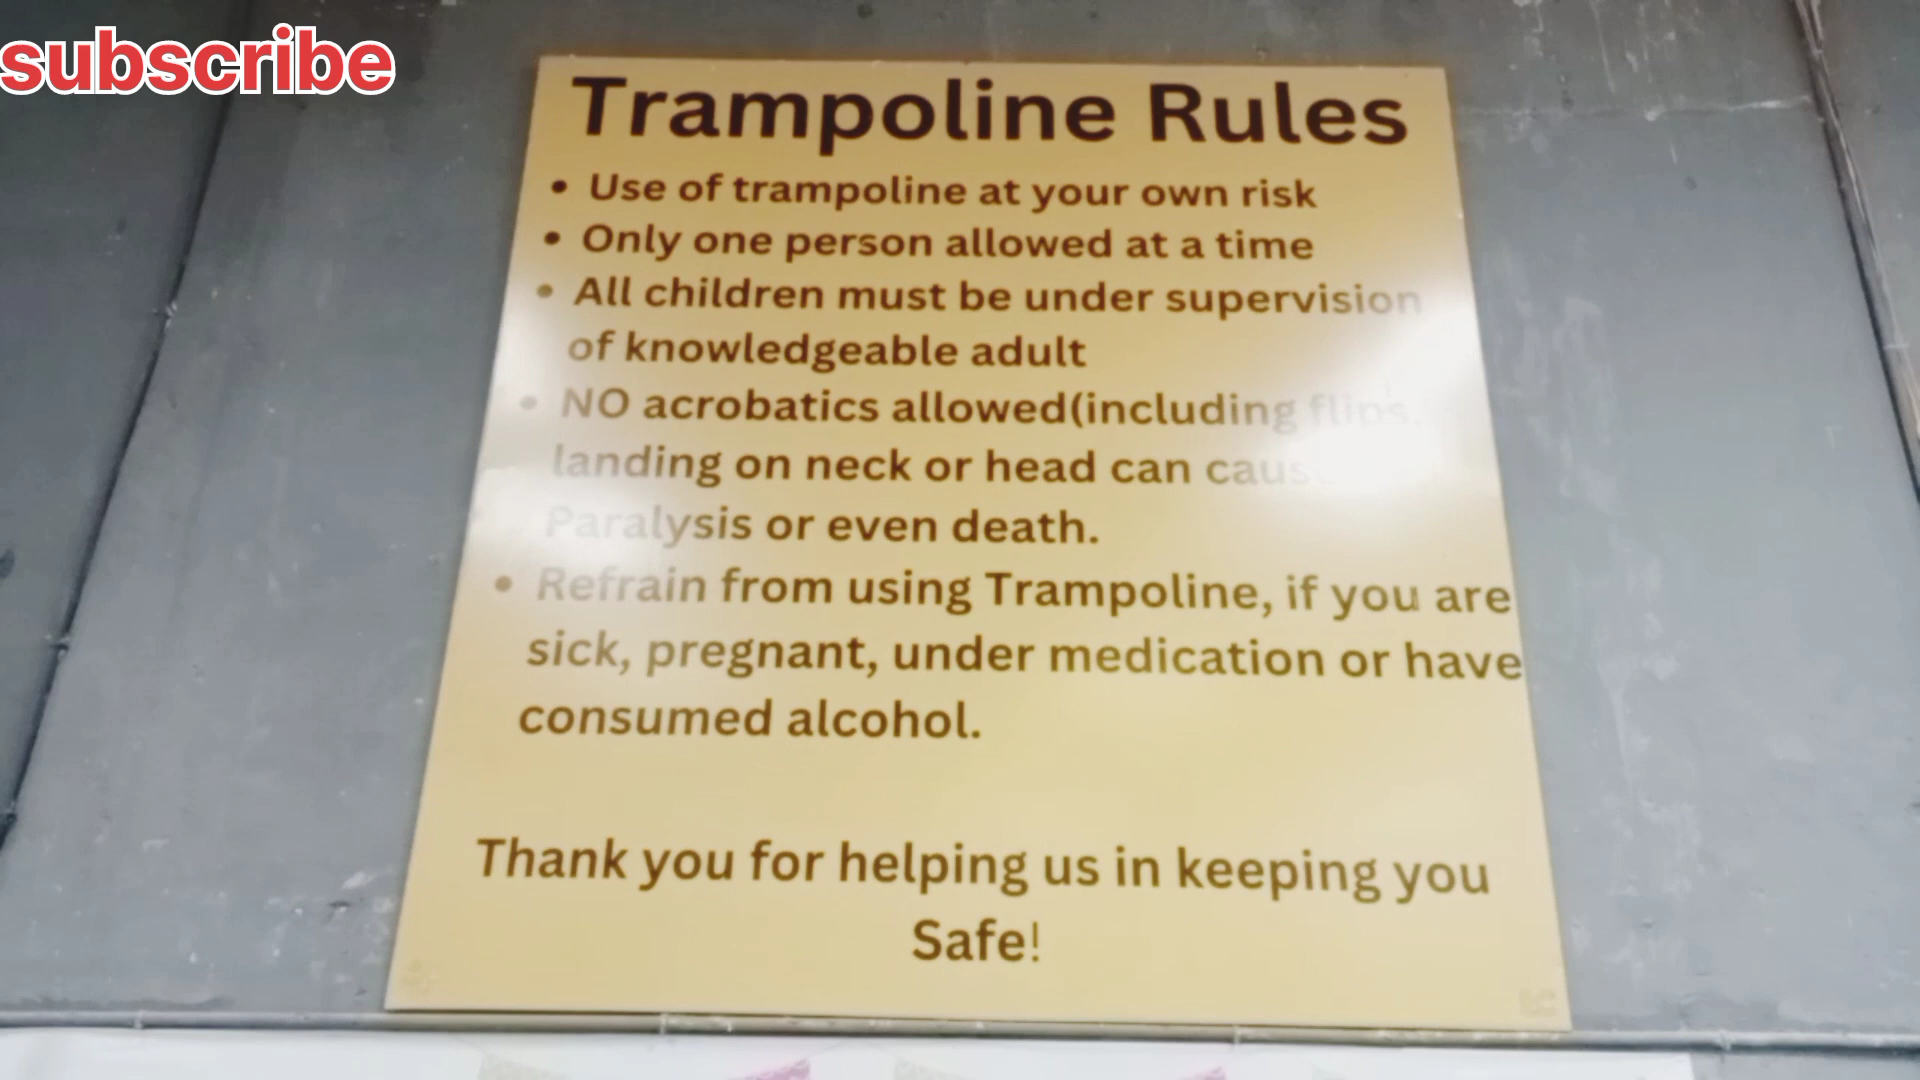 subscribe
Trampoline Rules
• Use of trampoline at your own risk
• Only one person allowed at a time
• All children must be under supervision
of knowledgeable adult
• NO acrobatics allowed(including flips,
landing on neck or head can
Paralysis or even death.
• Refrain from using Trampoline, if you are
sick, pregnant, under medication or have
consumed alcohol.
Thank you for helping us in keeping you
Safe!